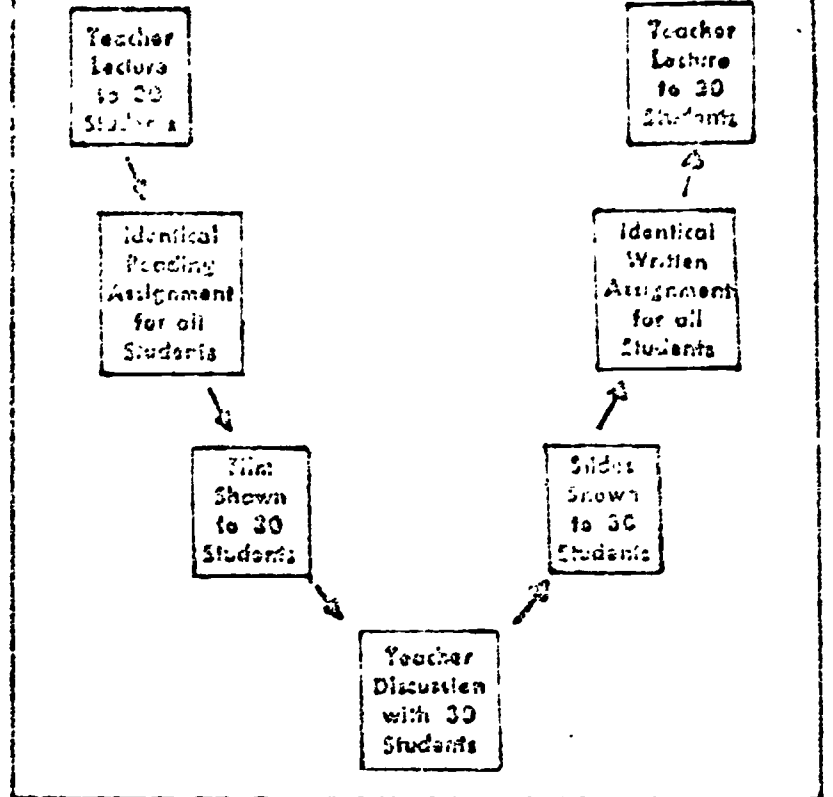 Teacher
Lecture
to 30
Students
Identical
Reading
Assignment
for all
Students
Film
Shown
to 30
Students
Teacher
Discussion
with 30
Students
Slides
Shown
to 30
Students
Identical
Written
Assignment
for all
Students
Teacher
Lecture
to 30
Students